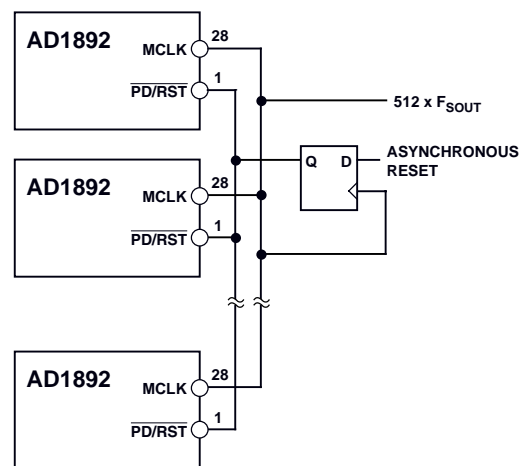 AD1892
MCLK
28
PD/RST
1
512 x FSOUT
Q D
ASYNCHRONOUS
RESET
AD1892
MCLK
28
PD/RST
1
AD1892
MCLK
28
PD/RST
1